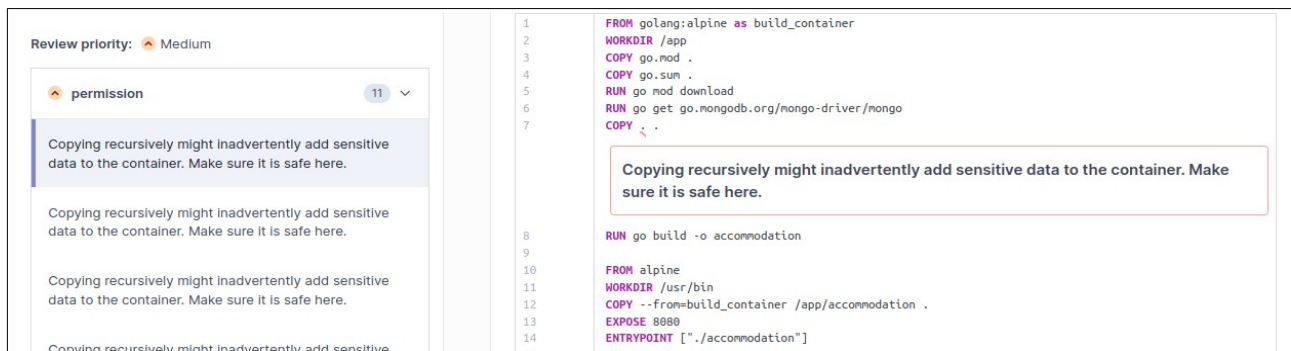 Review priority: Medium
permission 11
Copying recursively might inadvertently add sensitive
data to the container. Make sure it is safe here.
Copying recursively might inadvertently add sensitive
data to the container. Make sure it is safe here.
Copying recursively might inadvertently add sensitive
data to the container. Make sure it is safe here.
Copying recursively might inadvertently add sensitive
1 FROM golang:alpine as build_container
2 WORKDIR /app
3 COPY go.mod .
4 COPY go.sum .
5 RUN go mod download
6 RUN go get go.mongodb.org/mongo-driver/mongo
7 COPY . .
Copying recursively might inadvertently add sensitive data to the container. Make
sure it is safe here.
8 RUN go build -o accommodation
9
10 FROM alpine
11 WORKDIR /usr/bin
12 COPY --from=build_container /app/accommodation .
13 EXPOSE 8080
14 ENTRYPOINT ["./accommodation"]